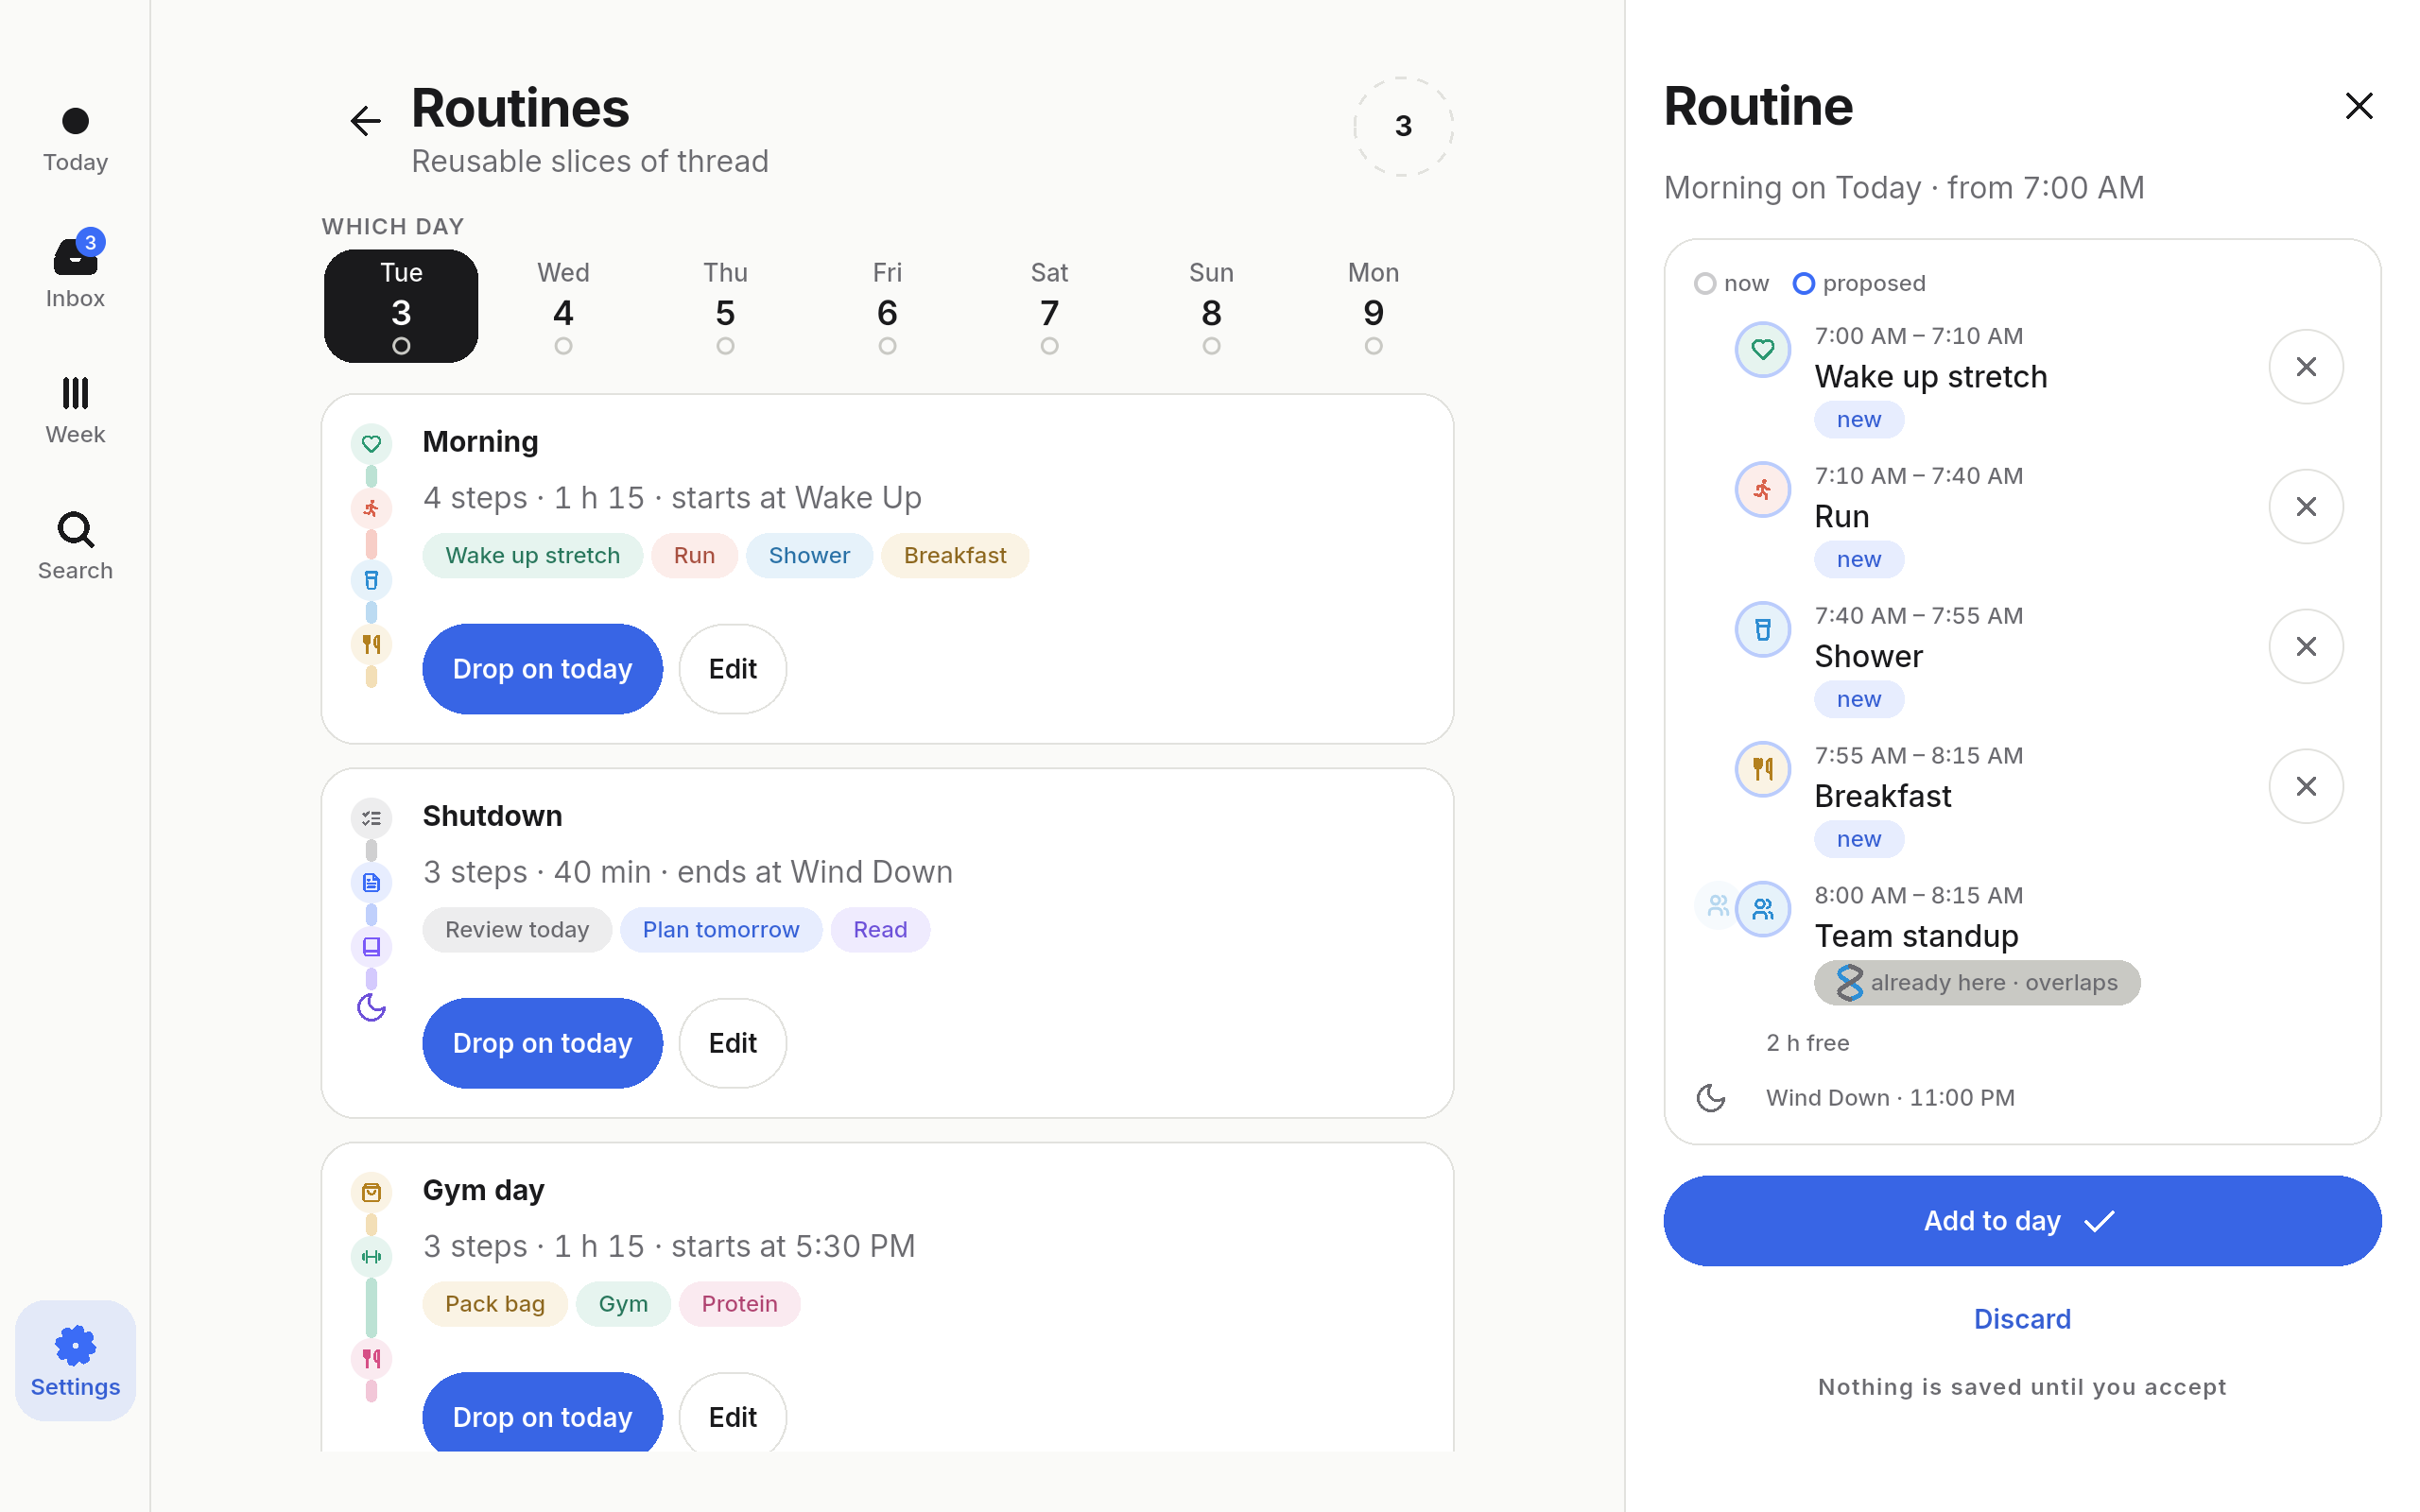 Today
3
Inbox
Week
Search
Settings
Routines
Reusable slices of thread
3
WHICH DAY
Tue Wed Thu Fri Sat Sun Mon
3 4 5 6 7 8 9
Morning
4 steps · 1 h 15 · starts at Wake Up
Wake up stretch Run Shower Breakfast
Drop on today Edit
Shutdown
3 steps · 40 min · ends at Wind Down
Review today Plan tomorrow Read
Drop on today Edit
Gym day
3 steps · 1 h 15 · starts at 5:30 PM
Pack bag Gym Protein
Drop on today Edit
Routine
Morning on Today · from 7:00 AM
now proposed
7:00 AM – 7:10 AM
Wake up stretch
new
7:10 AM – 7:40 AM
Run
new
7:40 AM – 7:55 AM
Shower
new
7:55 AM – 8:15 AM
Breakfast
new
8:00 AM – 8:15 AM
Team standup
already here · overlaps
2 h free
Wind Down · 11:00 PM
Add to day
Discard
Nothing is saved until you accept